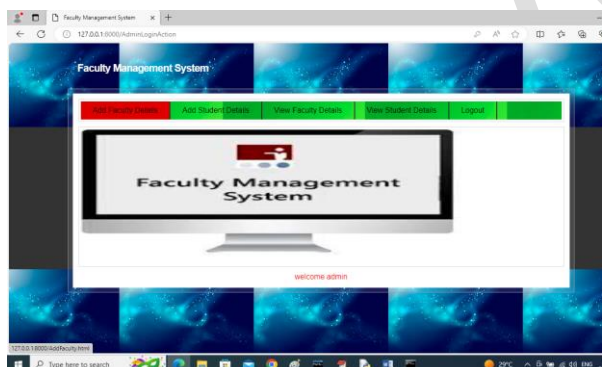 Faculty Management System
127.0.0.1:8000/AdminLoginAction
Faculty Management System
Add Faculty Details Add Student Details View Faculty Details View Student Details Logout
Faculty Management
System
welcome admin
127.0.0.1:8000/AddFaculty.html
Type here to search 29°C ENG